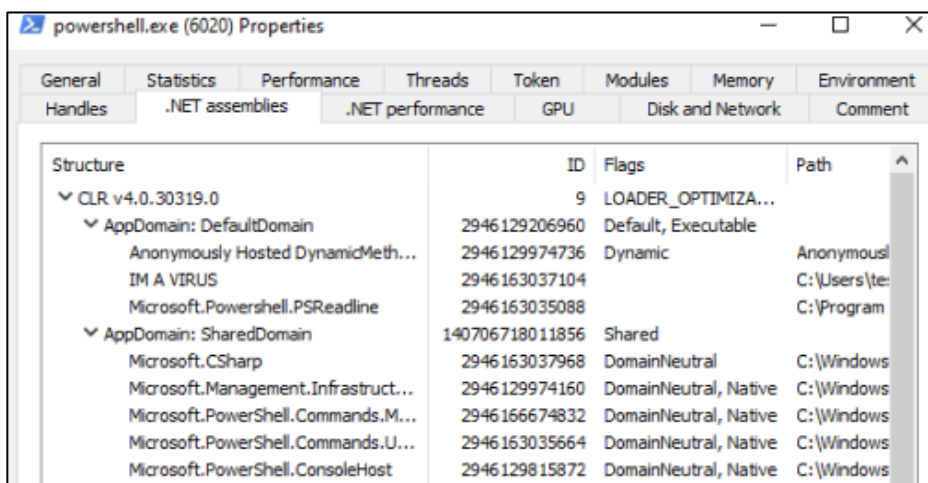 powershell.exe (6020) Properties
General Statistics Performance Threads Token Modules Memory Environment
Handles .NET assemblies .NET performance GPU Disk and Network Comment
Structure ID Flags Path
CLR v4.0.30319.0 9 LOADER_OPTIMIZA...
AppDomain: DefaultDomain 2946129206960 Default, Executable
Anonymously Hosted DynamicMeth... 2946129974736 Dynamic Anonymousl
IM A VIRUS 2946163037104 C:\Users\te:
Microsoft.Powershell.PSReadline 2946163035088 C:\Program
AppDomain: SharedDomain 140706718011856 Shared
Microsoft.CSharp 2946163037968 DomainNeutral C:\Windows
Microsoft.Management.Infrastruct... 2946129974160 DomainNeutral, Native C:\Windows
Microsoft.PowerShell.Commands.M... 2946166674832 DomainNeutral, Native C:\Windows
Microsoft.PowerShell.Commands.U... 2946163035664 DomainNeutral, Native C:\Windows
Microsoft.PowerShell.ConsoleHost 2946129815872 DomainNeutral, Native C:\Windows